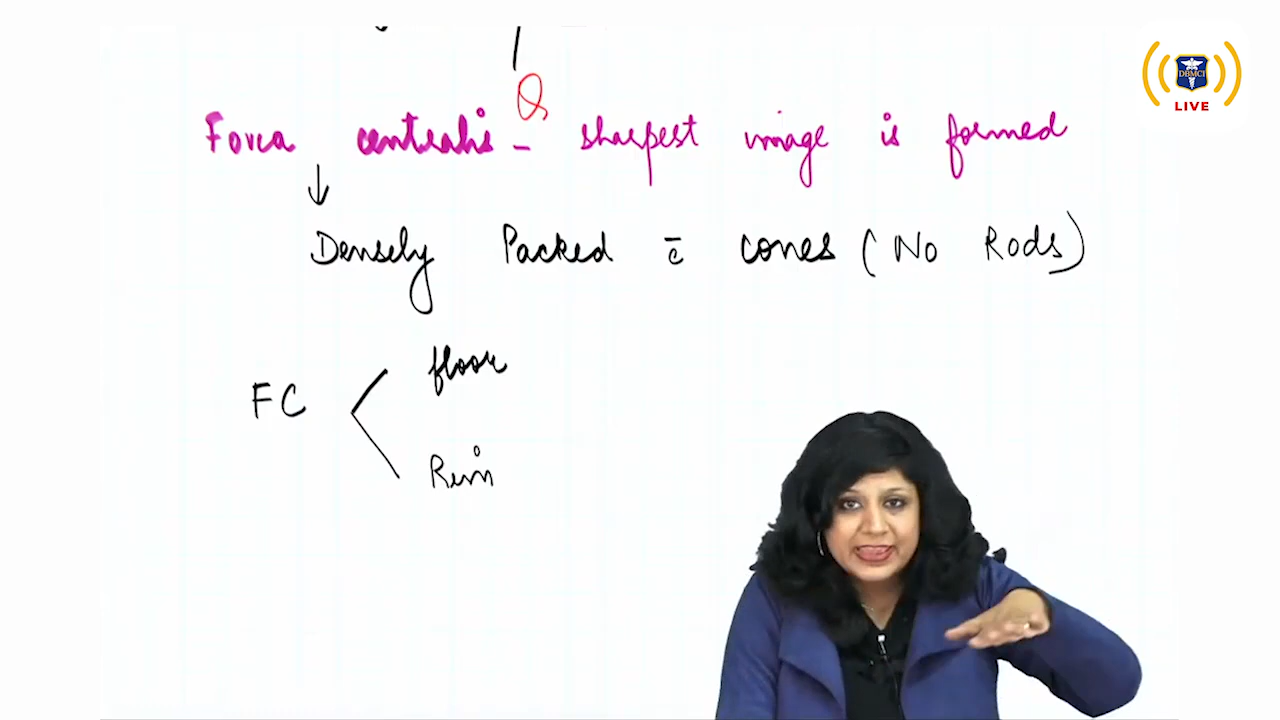 Q
Fovea centralis - sharpest image is formed
↓
Densely Packed c̄ cones (No Rods)
FC
floor
Rim
DBMCI
LIVE